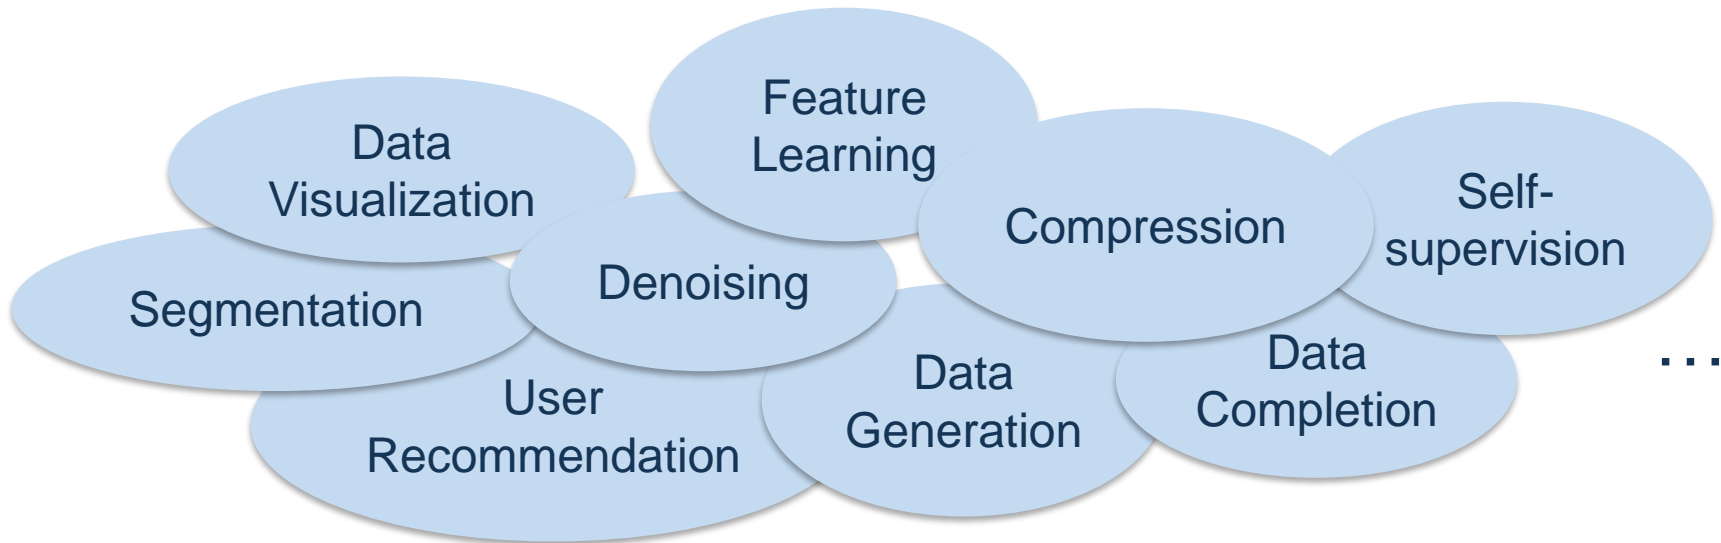 Feature
Learning
Data
Visualization
Self-
supervision
Compression
Denoising
Segmentation
Data
Completion
...
Data
Generation
User
Recommendation